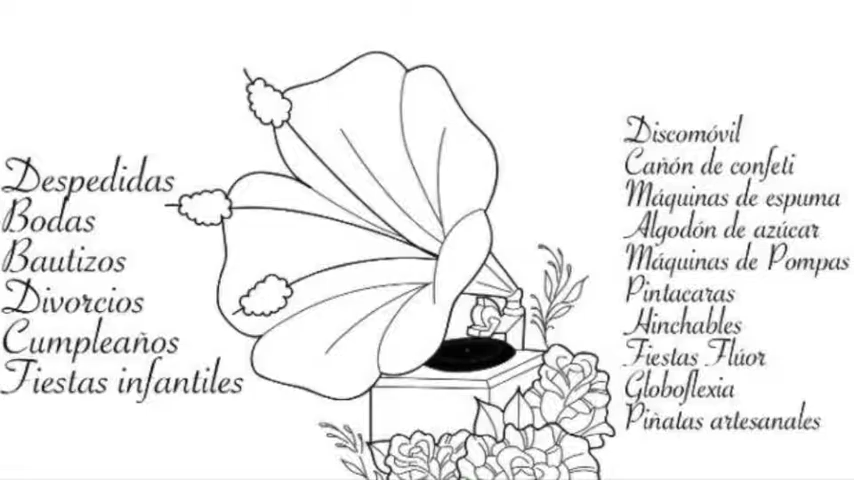 Despedidas
Bodas
Bautizos
Divorcios
Cumpleaños
Fiestas infantiles
Discomóvil
Cañón de confeti
Máquinas de espuma
Algodón de azúcar
Máquinas de Pompas
Pintacaras
Hinchables
Fiestas Flúor
Globoflexia
Piñatas artesanales